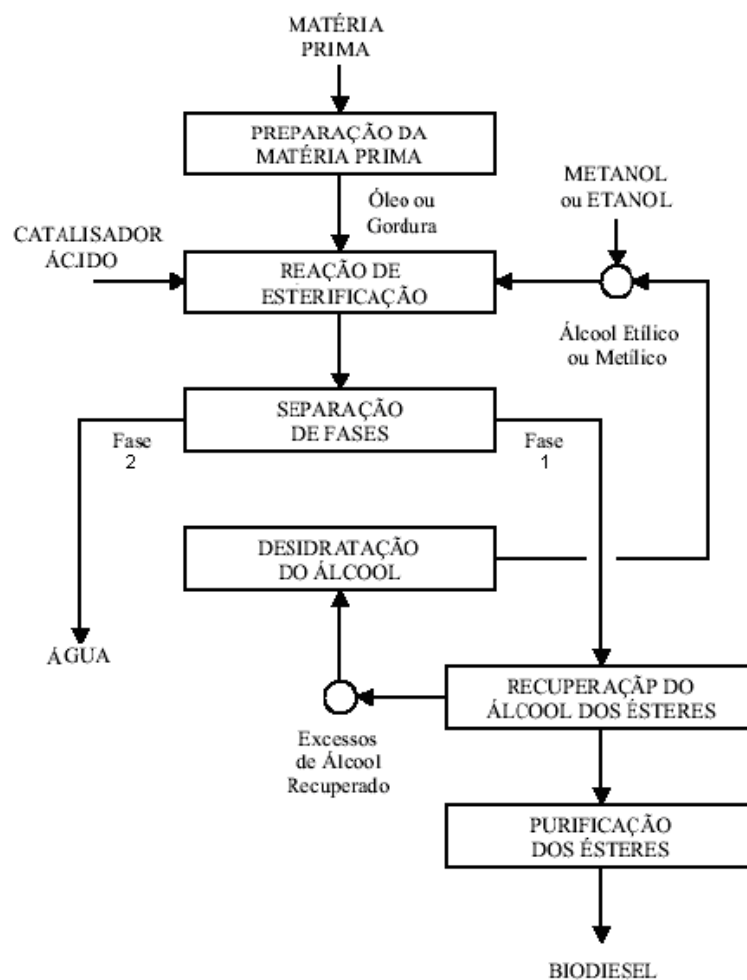 MATÉRIA
PRIMA
PREPARAÇÃO DA
MATÉRIA PRIMA
Óleo ou
Gordura
METANOL
ou ETANOL
CATALISADOR
ÁCIDO
REAÇÃO DE
ESTERIFICAÇÃO
Álcool Etílico
ou Metílico
SEPARAÇÃO
DE FASES
Fase
2
Fase
1
DESIDRATAÇÃO
DO ÁLCOOL
ÁGUA
RECUPERAÇÃP DO
ÁLCOOL DOS ÉSTERES
Excessos
de Álcool
Recuperado
PURIFICAÇÃO
DOS ÉSTERES
BIODIESEL